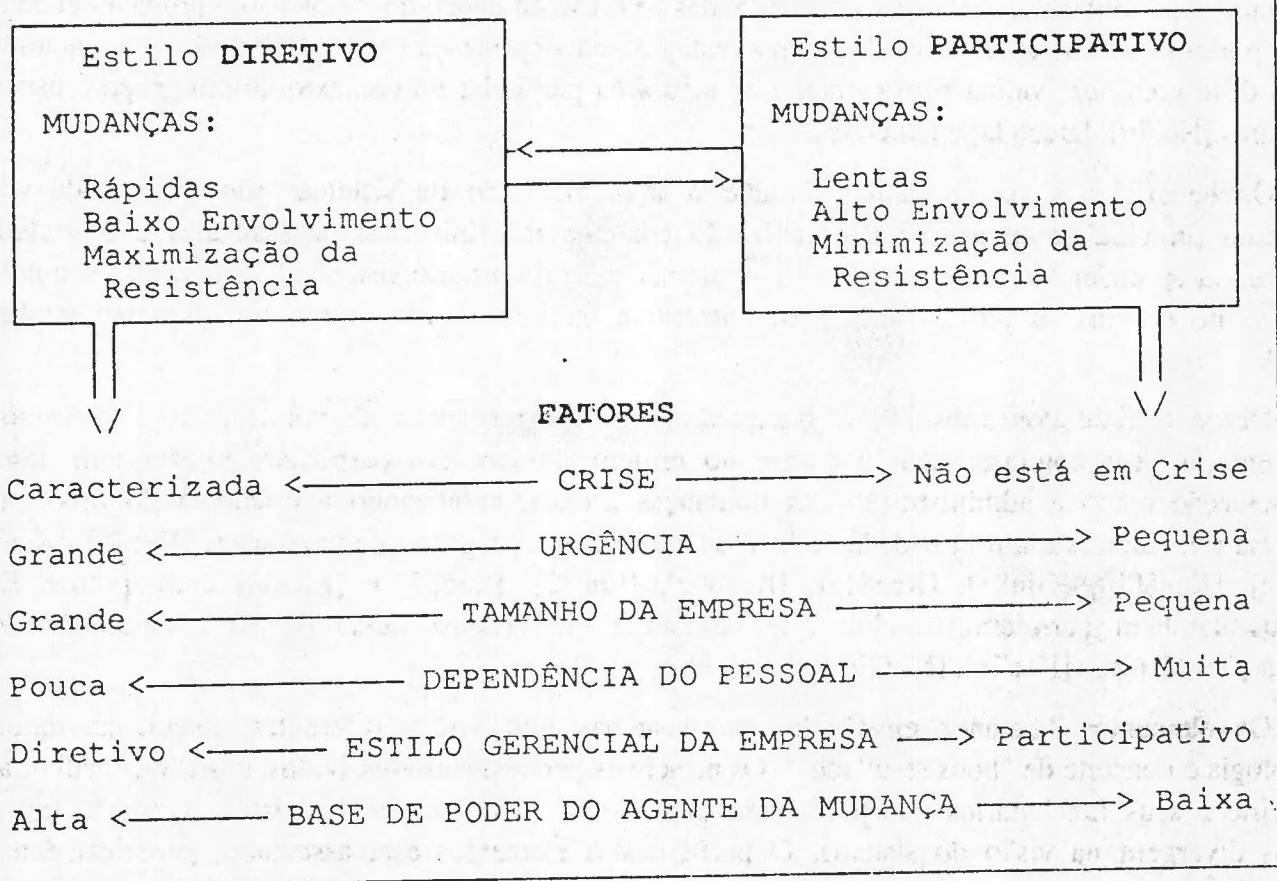 Estilo DIRETIVO
MUDANÇAS:
Rápidas
Baixo Envolvimento
Maximização da
Resistência
Estilo PARTICIPATIVO
MUDANÇAS:
Lentas
Alto Envolvimento
Minimização da
Resistência
FATORES
Caracterizada <———— CRISE ————> Não está em Crise
Grande <———— URGÊNCIA ————> Pequena
Grande <———— TAMANHO DA EMPRESA ————> Pequena
Pouca <———— DEPENDÊNCIA DO PESSOAL ————> Muita
Diretivo <———— ESTILO GERENCIAL DA EMPRESA ———> Participativo
Alta <———— BASE DE PODER DO AGENTE DA MUDANÇA ————> Baixa